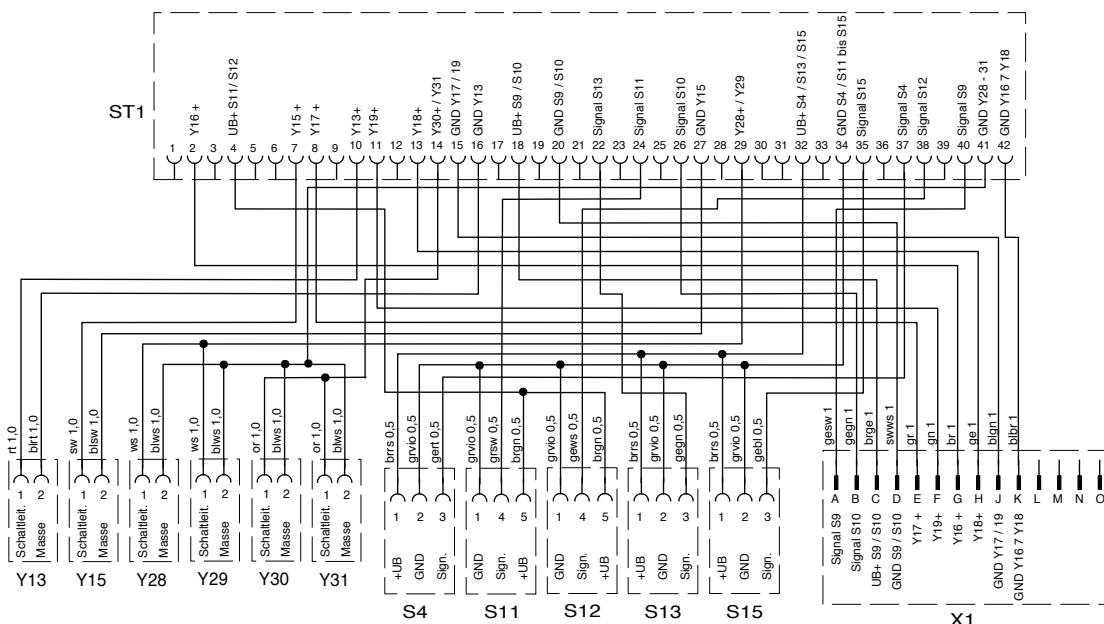 ST1
Y16 +
UB+ S11/ S12
Y15 +
Y17 +
Y13+
Y19+
Y18+
Y30+ / Y31
GND Y17 / 19
GND Y13
UB+ S9 / S10
GND S9 / S10
Signal S13
Signal S11
Signal S10
GND Y15
Y28+ / Y29
UB+ S4 / S13 / S15
GND S4 / S11 bis S15
Signal S15
Signal S4
Signal S12
Signal S9
GND Y28 - 31
GND Y16 7 Y18
1 2 3 4 5 6 7 8 9 10 11 12 13 14 15 16 17 18 19 20 21 22 23 24 25 26 27 28 29 30 31 32 33 34 35 36 37 38 39 40 41 42
rt 1,0
blrt 1,0
sw 1,0
blsw 1,0
ws 1,0
blws 1,0
ws 1,0
blws 1,0
or 1,0
blws 1,0
or 1,0
blws 1,0
brrs 0,5
grvio 0,5
gert 0,5
grvio 0,5
grsw 0,5
brgn 0,5
grvio 0,5
gews 0,5
brgn 0,5
brrs 0,5
grvio 0,5
gegn 0,5
brrs 0,5
grvio 0,5
gebl 0,5
gesw 1
gegn 1
brge 1
swws 1
gr 1
gn 1
br 1
ge 1
blgn 1
blbr 1
1 2
1 2
1 2
1 2
1 2
1 2
1 2 3
1 4 5
1 4 5
1 2 3
1 2 3
A B C D E F G H J K L M N O
Schaltleit.
Masse
Schaltleit.
Masse
Schaltleit.
Masse
Schaltleit.
Masse
Schaltleit.
Masse
Schaltleit.
Masse
+UB
GND
Sign.
GND
Sign.
+UB
GND
Sign.
+UB
+UB
GND
Sign.
+UB
GND
Sign.
Signal S9
Signal S10
UB+ S9 / S10
GND S9 / S10
Y17 +
Y19+
Y16 +
Y18+
GND Y17 / 19
GND Y16 7 Y18
Y13
Y15
Y28
Y29
Y30
Y31
S4
S11
S12
S13
S15
X1